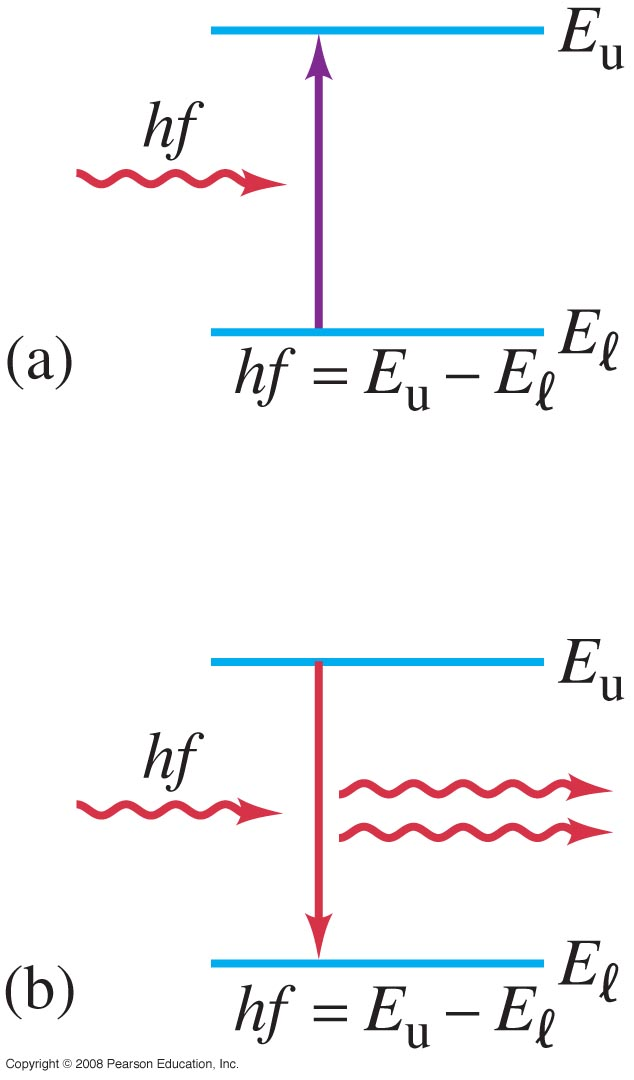 E_u
hf
E_ℓ
(a)
hf = E_u − E_ℓ
E_u
hf
E_ℓ
(b)
hf = E_u − E_ℓ
Copyright © 2008 Pearson Education, Inc.